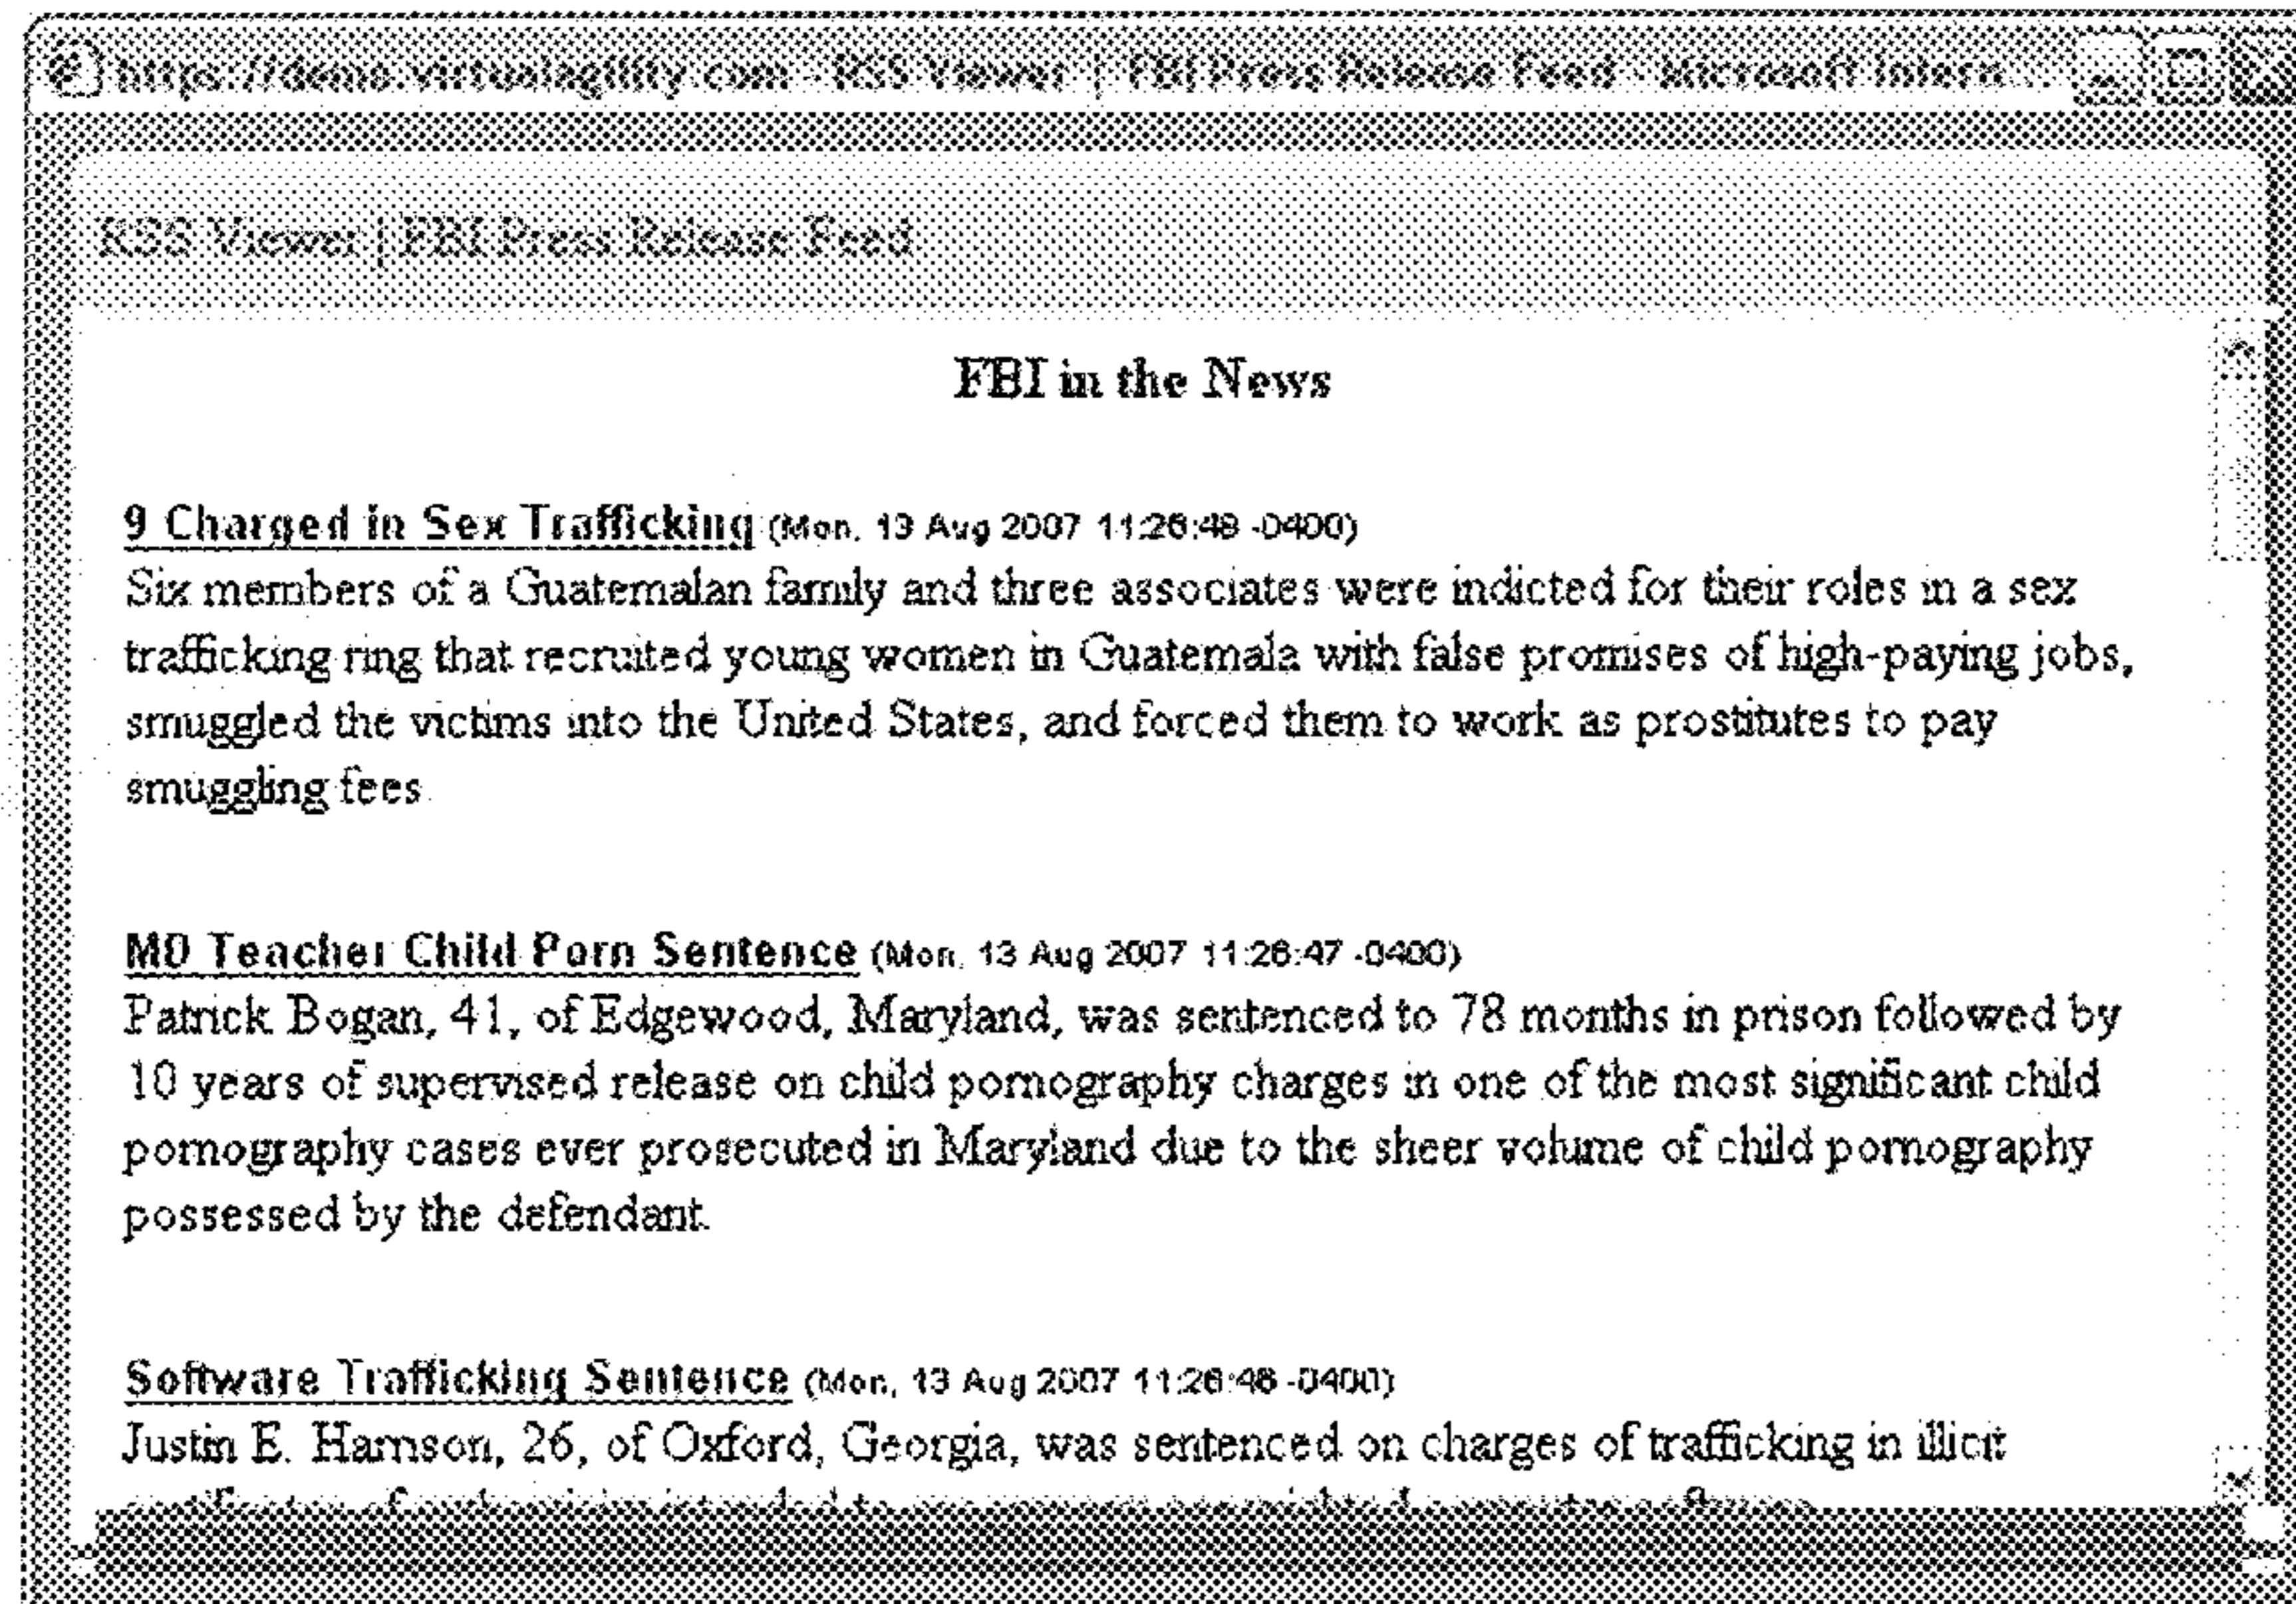 https://demo.virtualagility.com - RSS Viewer | FBI Press Release Feed - Microsoft Intern...
RSS Viewer | FBI Press Release Feed
FBI in the News
9 Charged in Sex Trafficking (Mon, 13 Aug 2007 11:26:48 -0400)
Six members of a Guatemalan family and three associates were indicted for their roles in a sex
trafficking ring that recruited young women in Guatemala with false promises of high-paying jobs,
smuggled the victims into the United States, and forced them to work as prostitutes to pay
smuggling fees
MD Teacher Child Porn Sentence (Mon, 13 Aug 2007 11:26:47 -0400)
Patrick Bogan, 41, of Edgewood, Maryland, was sentenced to 78 months in prison followed by
10 years of supervised release on child pornography charges in one of the most significant child
pornography cases ever prosecuted in Maryland due to the sheer volume of child pornography
possessed by the defendant.
Software Trafficking Sentence (Mon, 13 Aug 2007 11:26:46 -0400)
Justin E. Harrison, 26, of Oxford, Georgia, was sentenced on charges of trafficking in illicit